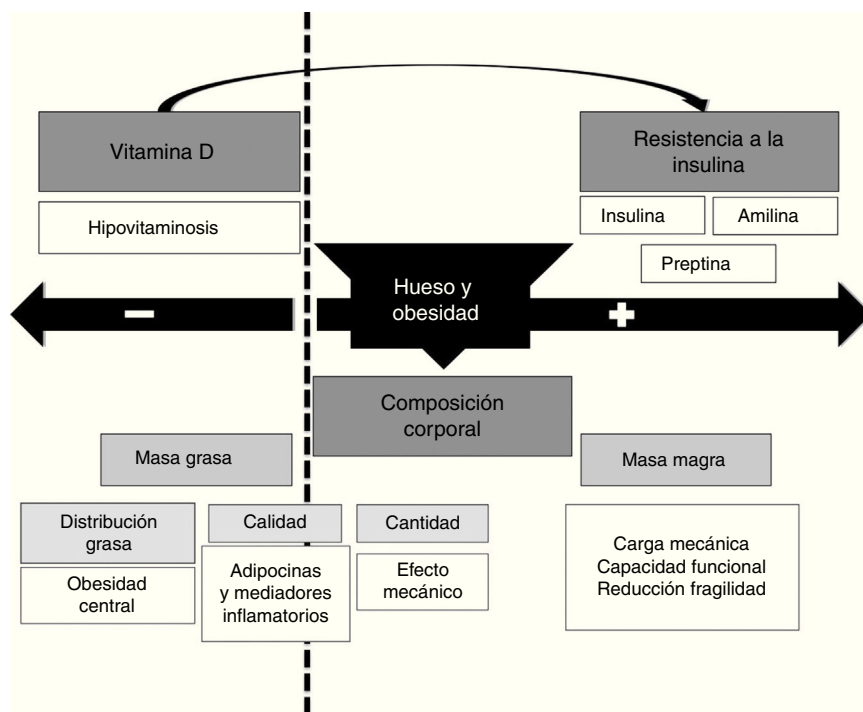 Vitamina D
Resistencia a la
insulina
Hipovitaminosis
Insulina
Amilina
Preptina
Hueso y
obesidad
−
+
Composición
corporal
Masa grasa
Masa magra
Distribución
grasa
Calidad
Cantidad
Obesidad
central
Adipocinas
y mediadores
inflamatorios
Efecto
mecánico
Carga mecánica
Capacidad funcional
Reducción fragilidad